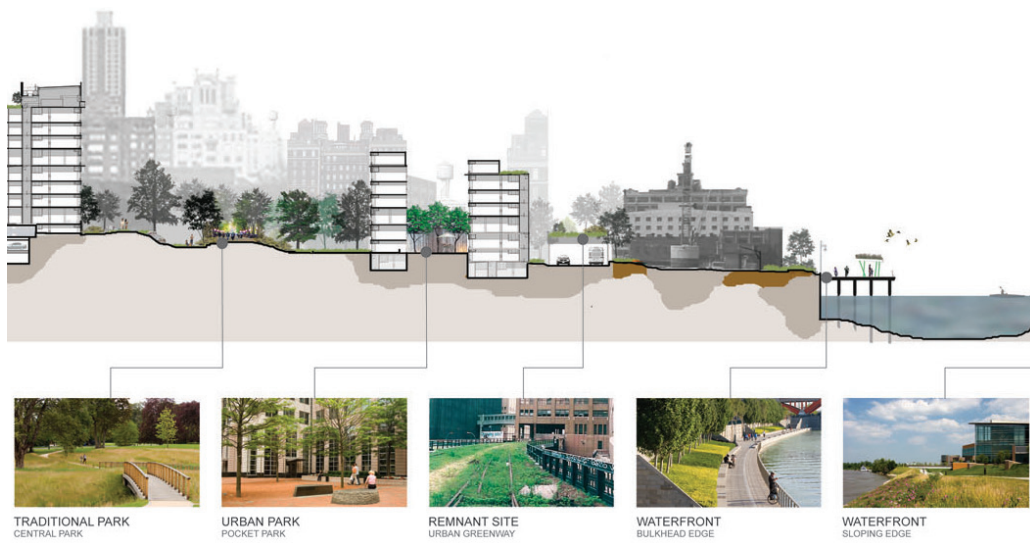 TRADITIONAL PARK
CENTRAL PARK
URBAN PARK
POCKET PARK
REMNANT SITE
URBAN GREENWAY
WATERFRONT
BULKHEAD EDGE
WATERFRONT
SLOPING EDGE